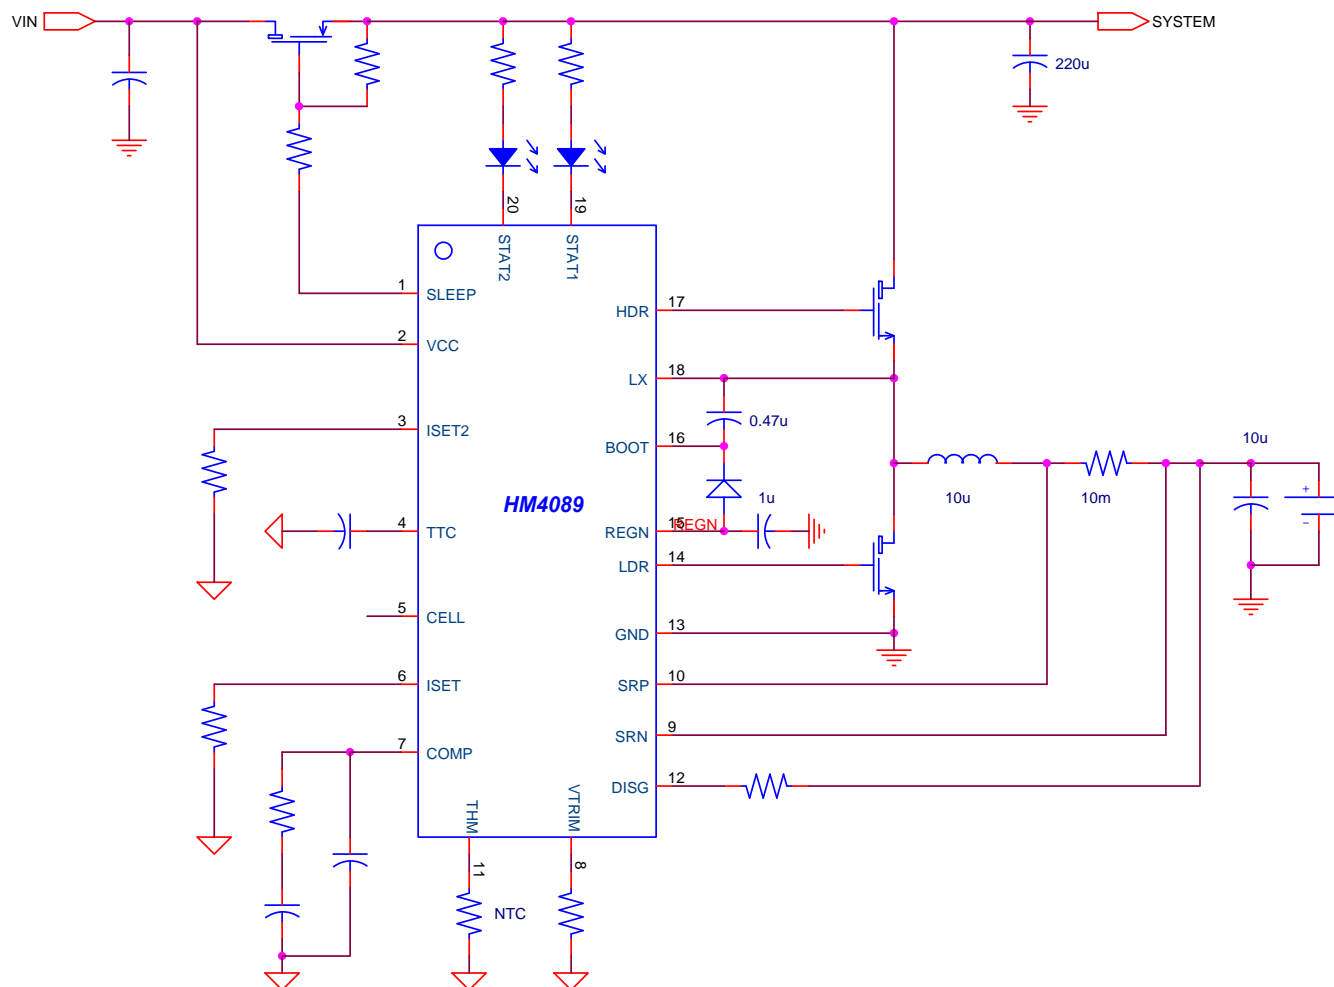 VIN
SYSTEM
220u
20
19
STAT2
STAT1
1
SLEEP
2
VCC
3
ISET2
4
TTC
5
CELL
6
ISET
7
COMP
HM4089
HDR
17
LX
18
0.47u
BOOT
16
1u
REGN
15
REGN
LDR
14
GND
13
SRP
10
SRN
9
DISG
12
10u
10m
10u
+
-
THM
VTRIM
11
8
NTC